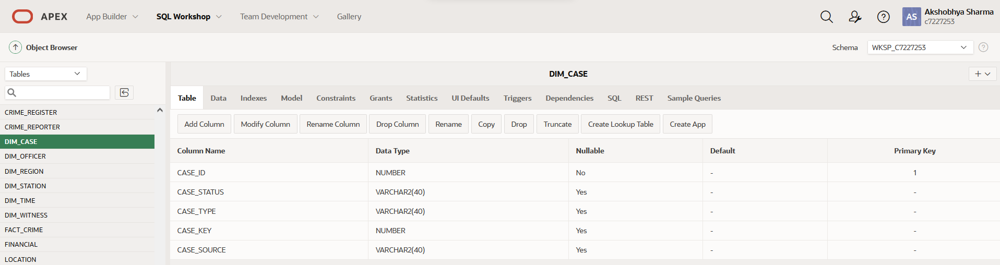 APEX App Builder SQL Workshop Team Development Gallery AS Akshobhya Sharma
c7227253
Object Browser Schema WKSP_C7227253
Tables
CRIME_REGISTER
CRIME_REPORTER
DIM_CASE
DIM_OFFICER
DIM_REGION
DIM_STATION
DIM_TIME
DIM_WITNESS
FACT_CRIME
FINANCIAL
LOCATION
DIM_CASE
Table Data Indexes Model Constraints Grants Statistics UI Defaults Triggers Dependencies SQL REST Sample Queries
Add Column Modify Column Rename Column Drop Column Rename Copy Drop Truncate Create Lookup Table Create App
Column Name Data Type Nullable Default Primary Key
CASE_ID NUMBER No - 1
CASE_STATUS VARCHAR2(40) Yes - -
CASE_TYPE VARCHAR2(40) Yes - -
CASE_KEY NUMBER Yes - -
CASE_SOURCE VARCHAR2(40) Yes - -